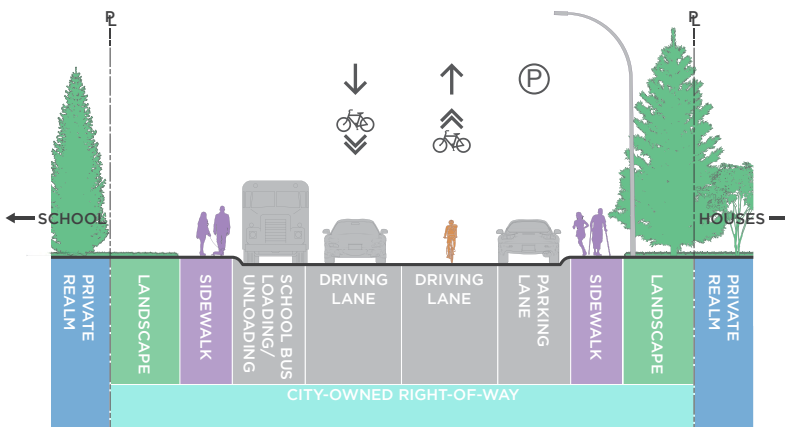 PL
PL
P
SCHOOL
HOUSES
PRIVATE
REALM
LANDSCAPE
SIDEWALK
SCHOOL BUS
LOADING/
UNLOADING
DRIVING
LANE
DRIVING
LANE
PARKING
LANE
SIDEWALK
LANDSCAPE
PRIVATE
REALM
CITY-OWNED RIGHT-OF-WAY